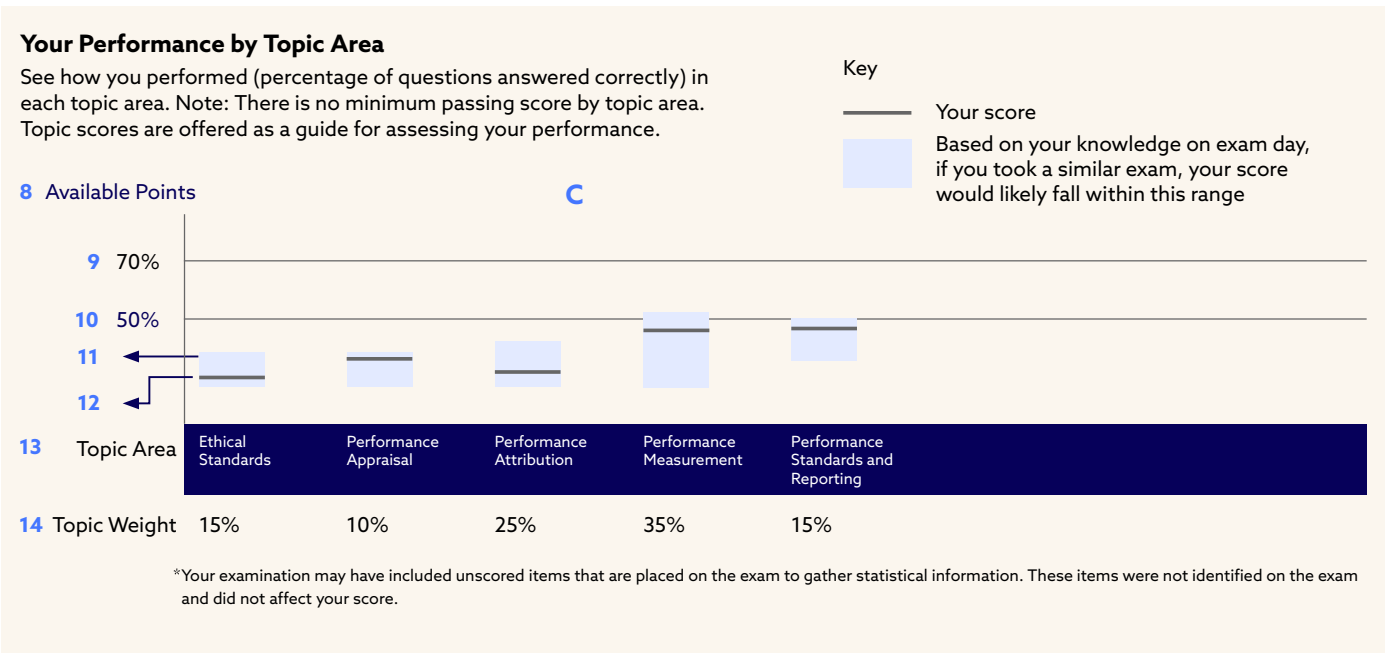 Your Performance by Topic Area
See how you performed (percentage of questions answered correctly) in
each topic area. Note: There is no minimum passing score by topic area.
Topic scores are offered as a guide for assessing your performance.
Key
Your score
Based on your knowledge on exam day,
if you took a similar exam, your score
would likely fall within this range
8 Available Points
C
9 70%
10 50%
11
12
13 Topic Area
Ethical
Standards
Performance
Appraisal
Performance
Attribution
Performance
Measurement
Performance
Standards and
Reporting
14 Topic Weight 15% 10% 25% 35% 15%
*Your examination may have included unscored items that are placed on the exam to gather statistical information. These items were not identified on the exam
and did not affect your score.